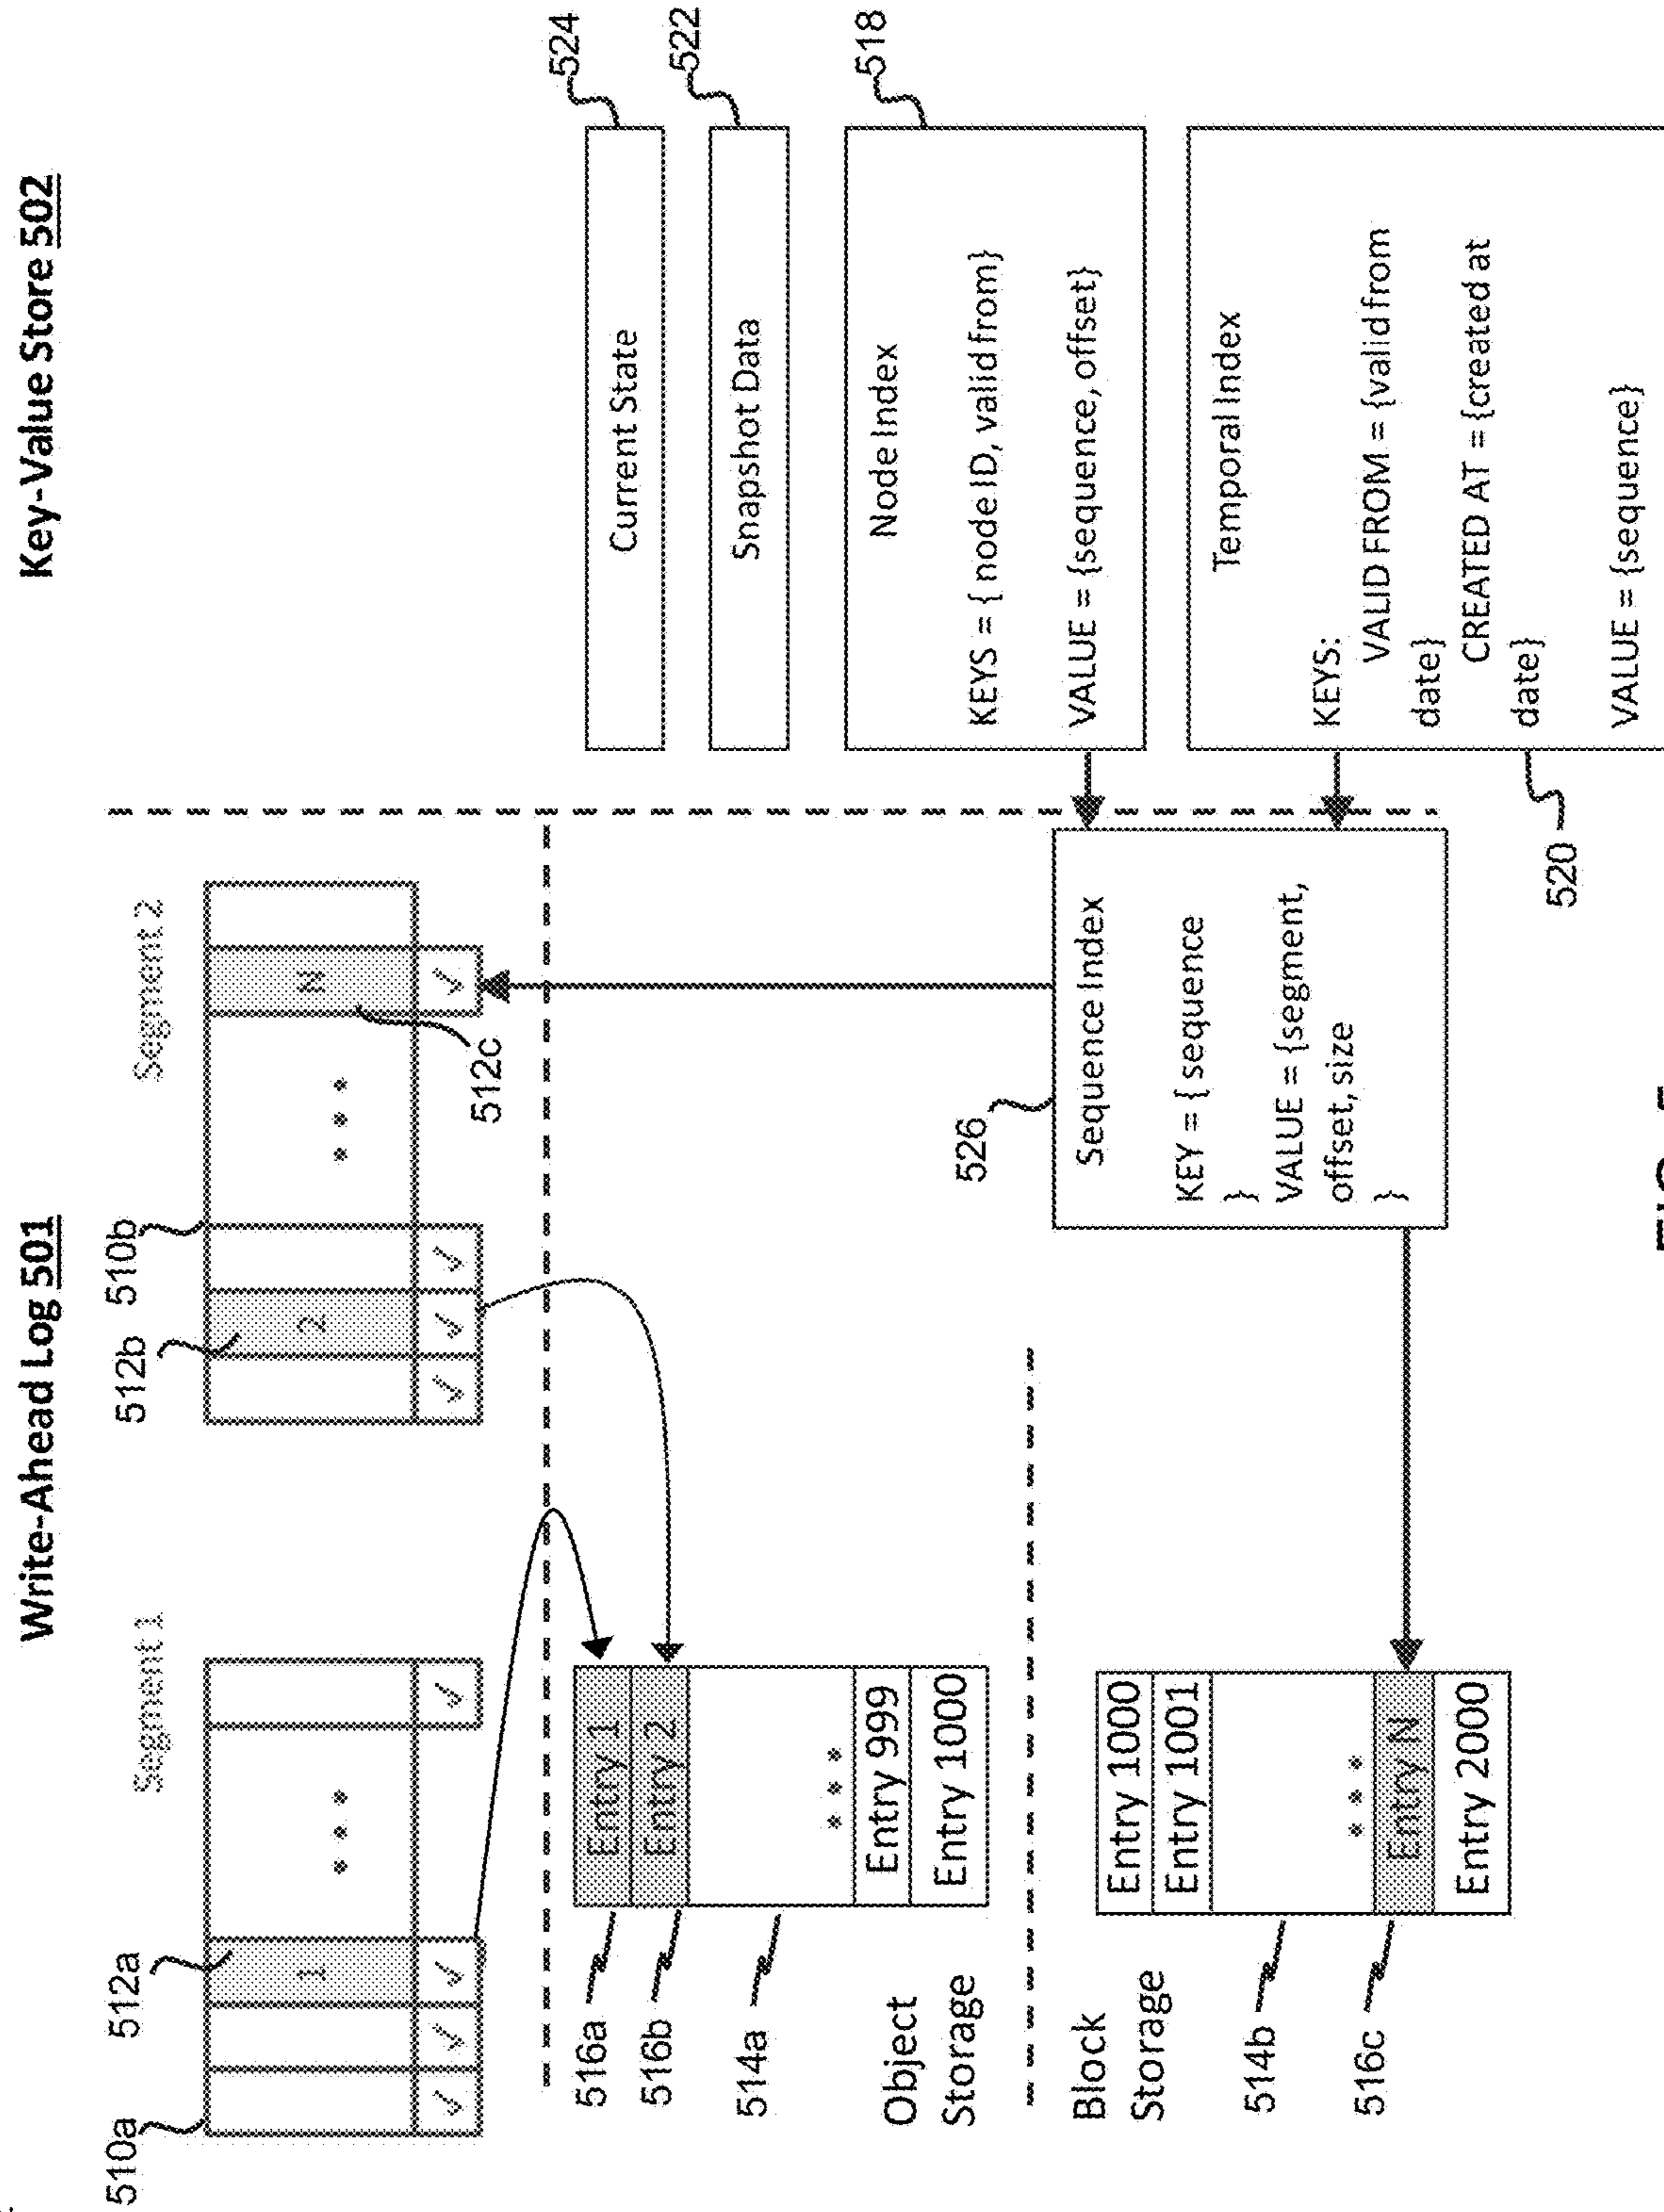 Write-Ahead Log 501
Key-Value Store 502
510a
512a
Segment 1
512b
510b
Segment 2
1
2
N
512c
516a
516b
514a
Object
Storage
Entry 1
Entry 2
Entry 999
Entry 1000
Block
Storage
514b
516c
Entry 1000
Entry 1001
Entry N
Entry 2000
526
Sequence Index
KEY = { sequence
}
VALUE = {segment,
offset, size
}
524
Current State
522
Snapshot Data
518
Node Index
KEYS = { node ID, valid from}
VALUE = {sequence, offset}
Temporal Index
KEYS:
VALID FROM = {valid from
date}
CREATED AT = {created at
date}
VALUE = {sequence}
520